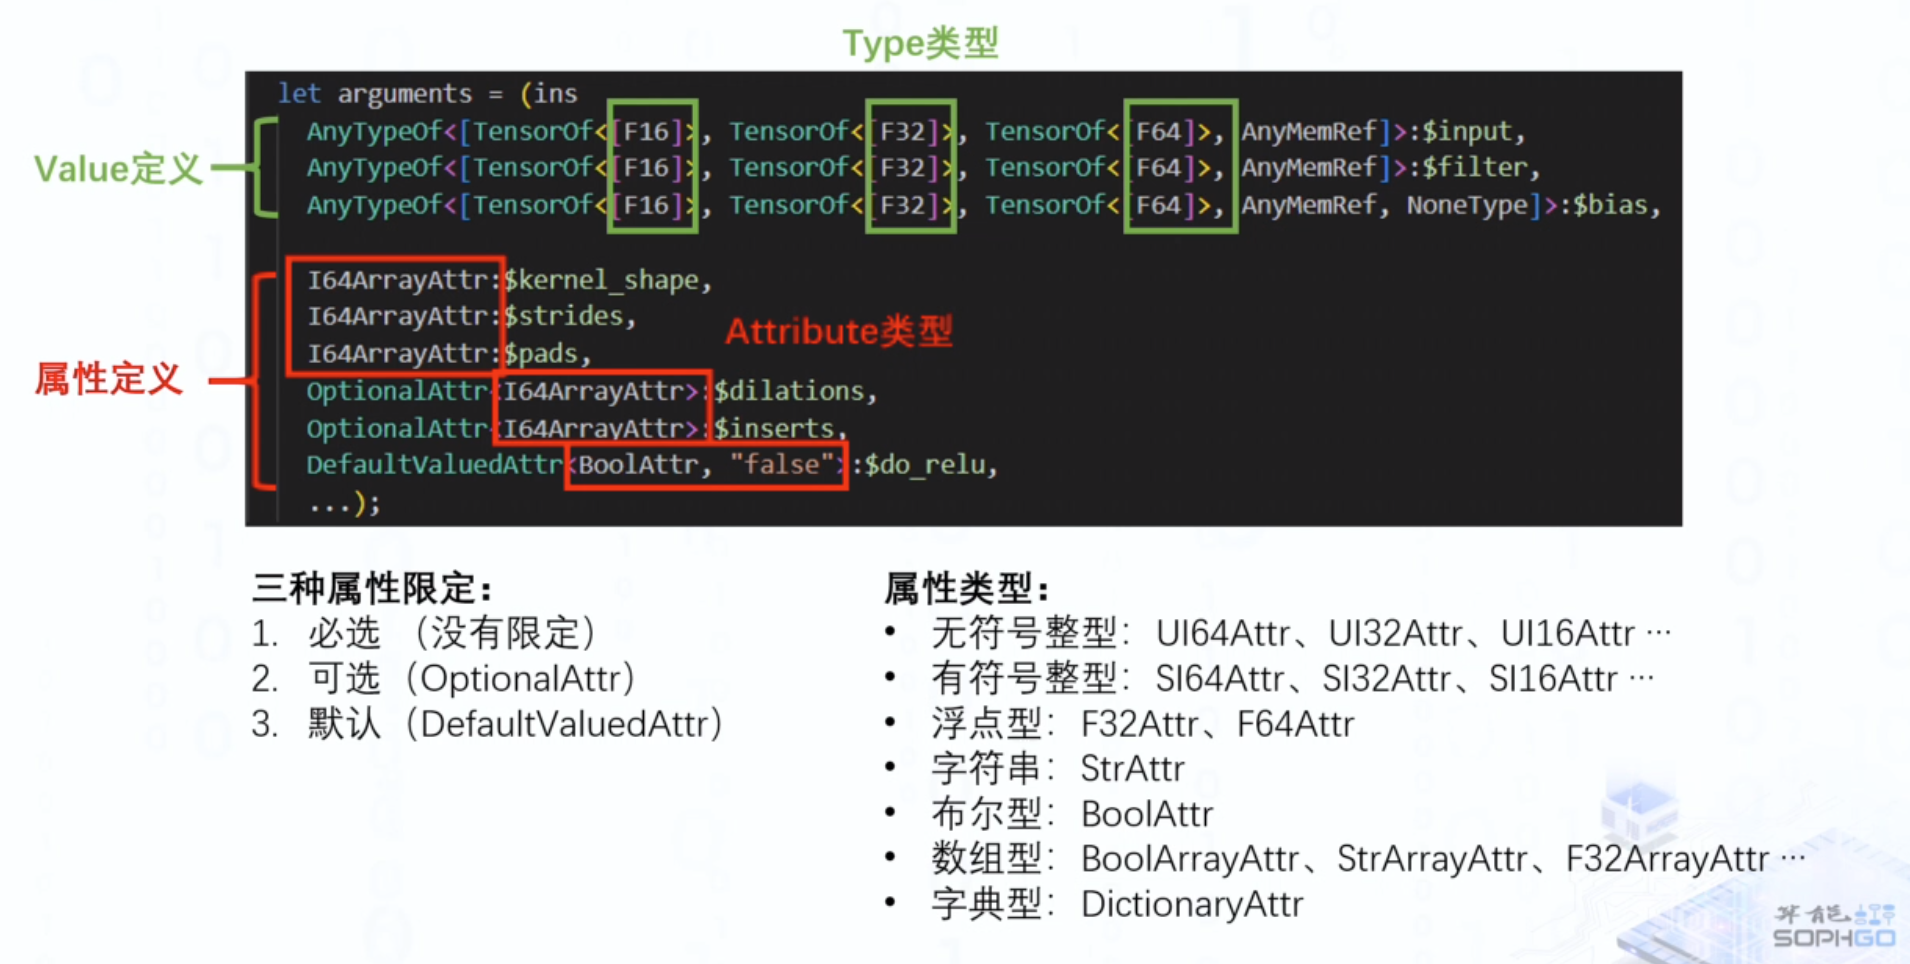 Type类型
let arguments = (ins
Value定义
AnyTypeOf<[TensorOf<[F16]>, TensorOf<[F32]>, TensorOf<[F64]>, AnyMemRef]>:$input,
AnyTypeOf<[TensorOf<[F16]>, TensorOf<[F32]>, TensorOf<[F64]>, AnyMemRef]>:$filter,
AnyTypeOf<[TensorOf<[F16]>, TensorOf<[F32]>, TensorOf<[F64]>, AnyMemRef, NoneType]>:$bias,
属性定义
I64ArrayAttr:$kernel_shape,
I64ArrayAttr:$strides,
I64ArrayAttr:$pads,
Attribute类型
OptionalAttr<I64ArrayAttr>:$dilations,
OptionalAttr<I64ArrayAttr>:$inserts,
DefaultValuedAttr<BoolAttr, "false">:$do_relu,
...);
三种属性限定：
1. 必选 （没有限定）
2. 可选（OptionalAttr）
3. 默认（DefaultValuedAttr）
属性类型：
• 无符号整型：UI64Attr、UI32Attr、UI16Attr …
• 有符号整型：SI64Attr、SI32Attr、SI16Attr …
• 浮点型：F32Attr、F64Attr
• 字符串：StrAttr
• 布尔型：BoolAttr
• 数组型：BoolArrayAttr、StrArrayAttr、F32ArrayAttr …
• 字典型：DictionaryAttr
SOPHGO